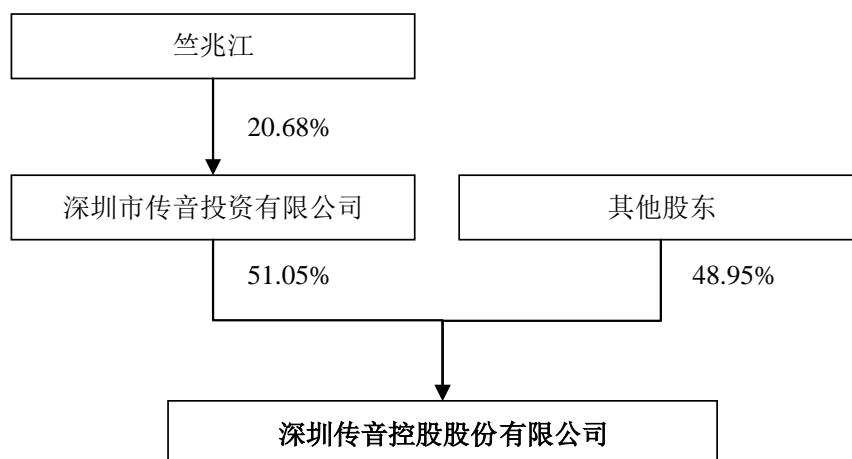 竺兆江
20.68%
深圳市传音投资有限公司
其他股东
51.05%
48.95%
深圳传音控股股份有限公司